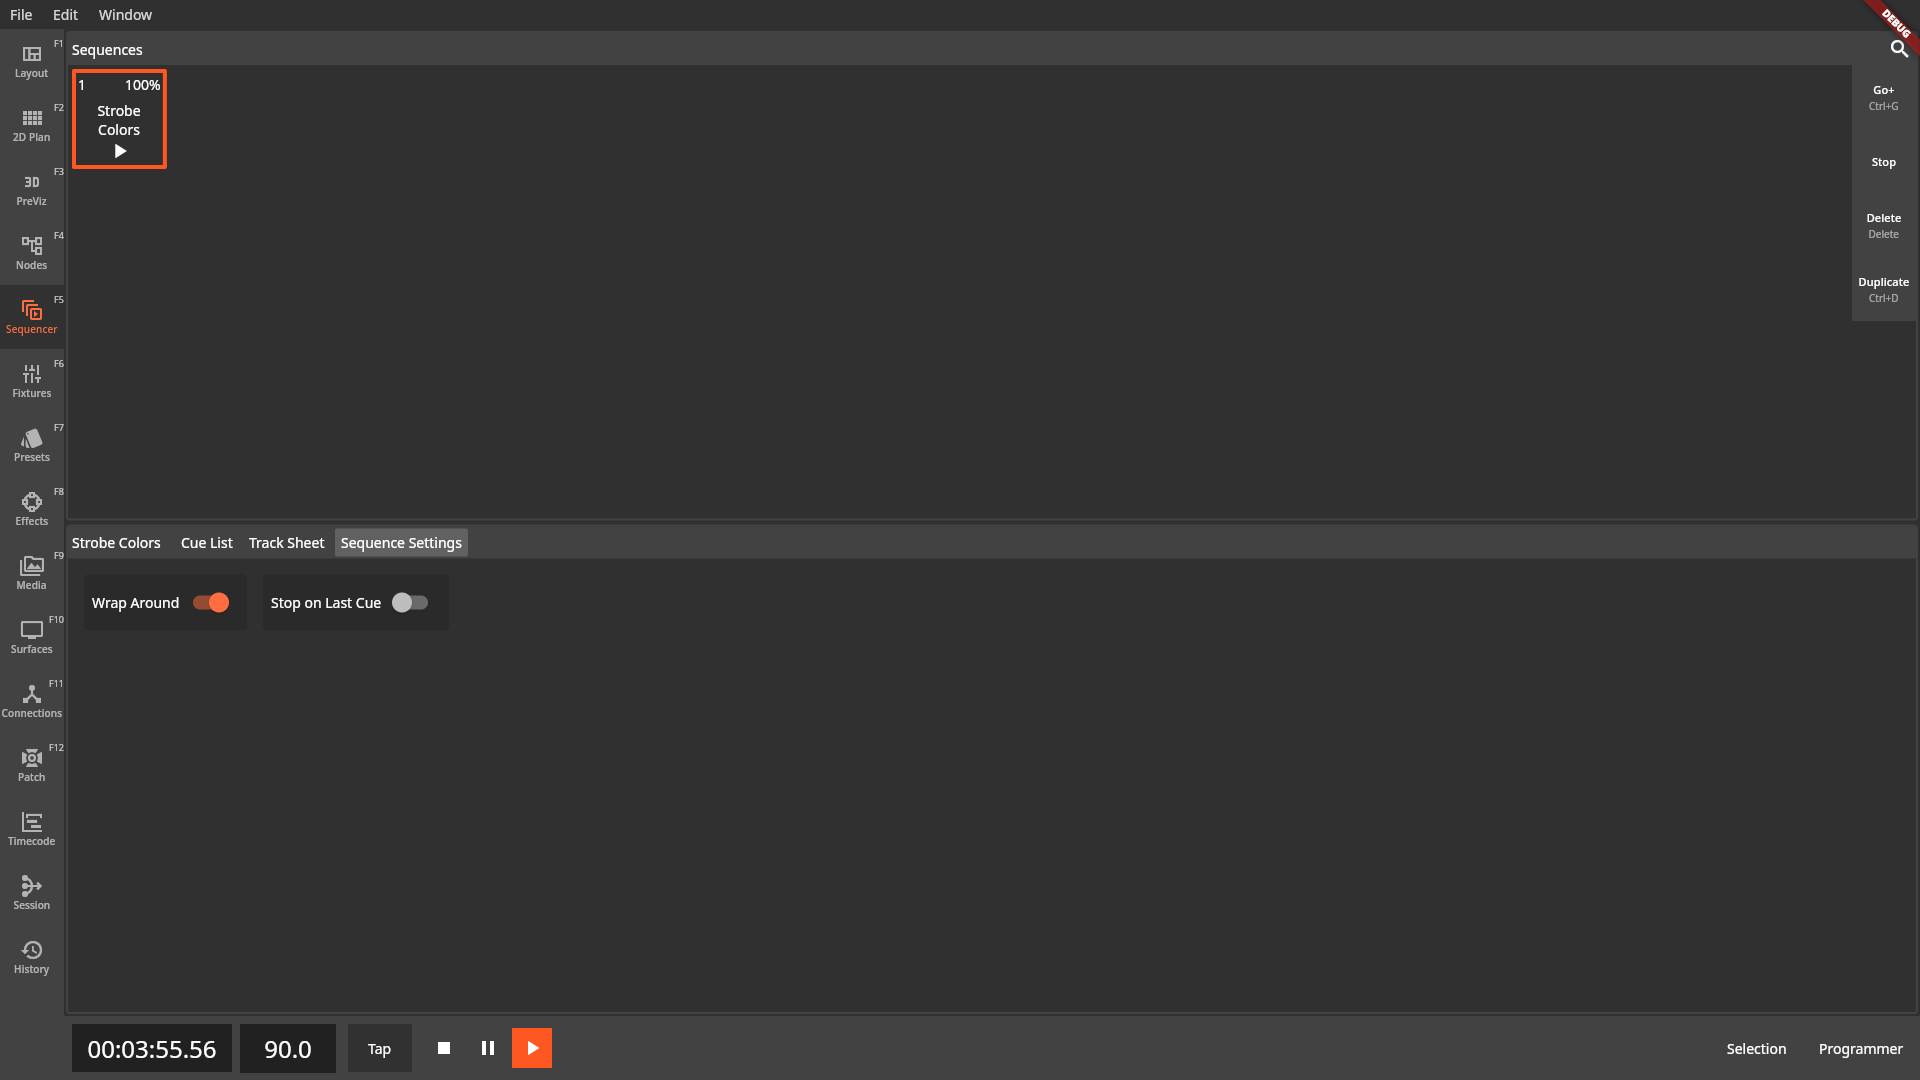 File Edit Window
DEBUG
F1
Layout
F2
2D Plan
F3
3D
PreViz
F4
Nodes
F5
Sequencer
F6
Fixtures
F7
Presets
F8
Effects
F9
Media
F10
Surfaces
F11
Connections
F12
Patch
Timecode
Session
History
Sequences
1 100%
Strobe
Colors
Go+
Ctrl+G
Stop
Delete
Delete
Duplicate
Ctrl+D
Strobe Colors Cue List Track Sheet Sequence Settings
Wrap Around Stop on Last Cue
00:03:55.56 90.0 Tap Selection Programmer